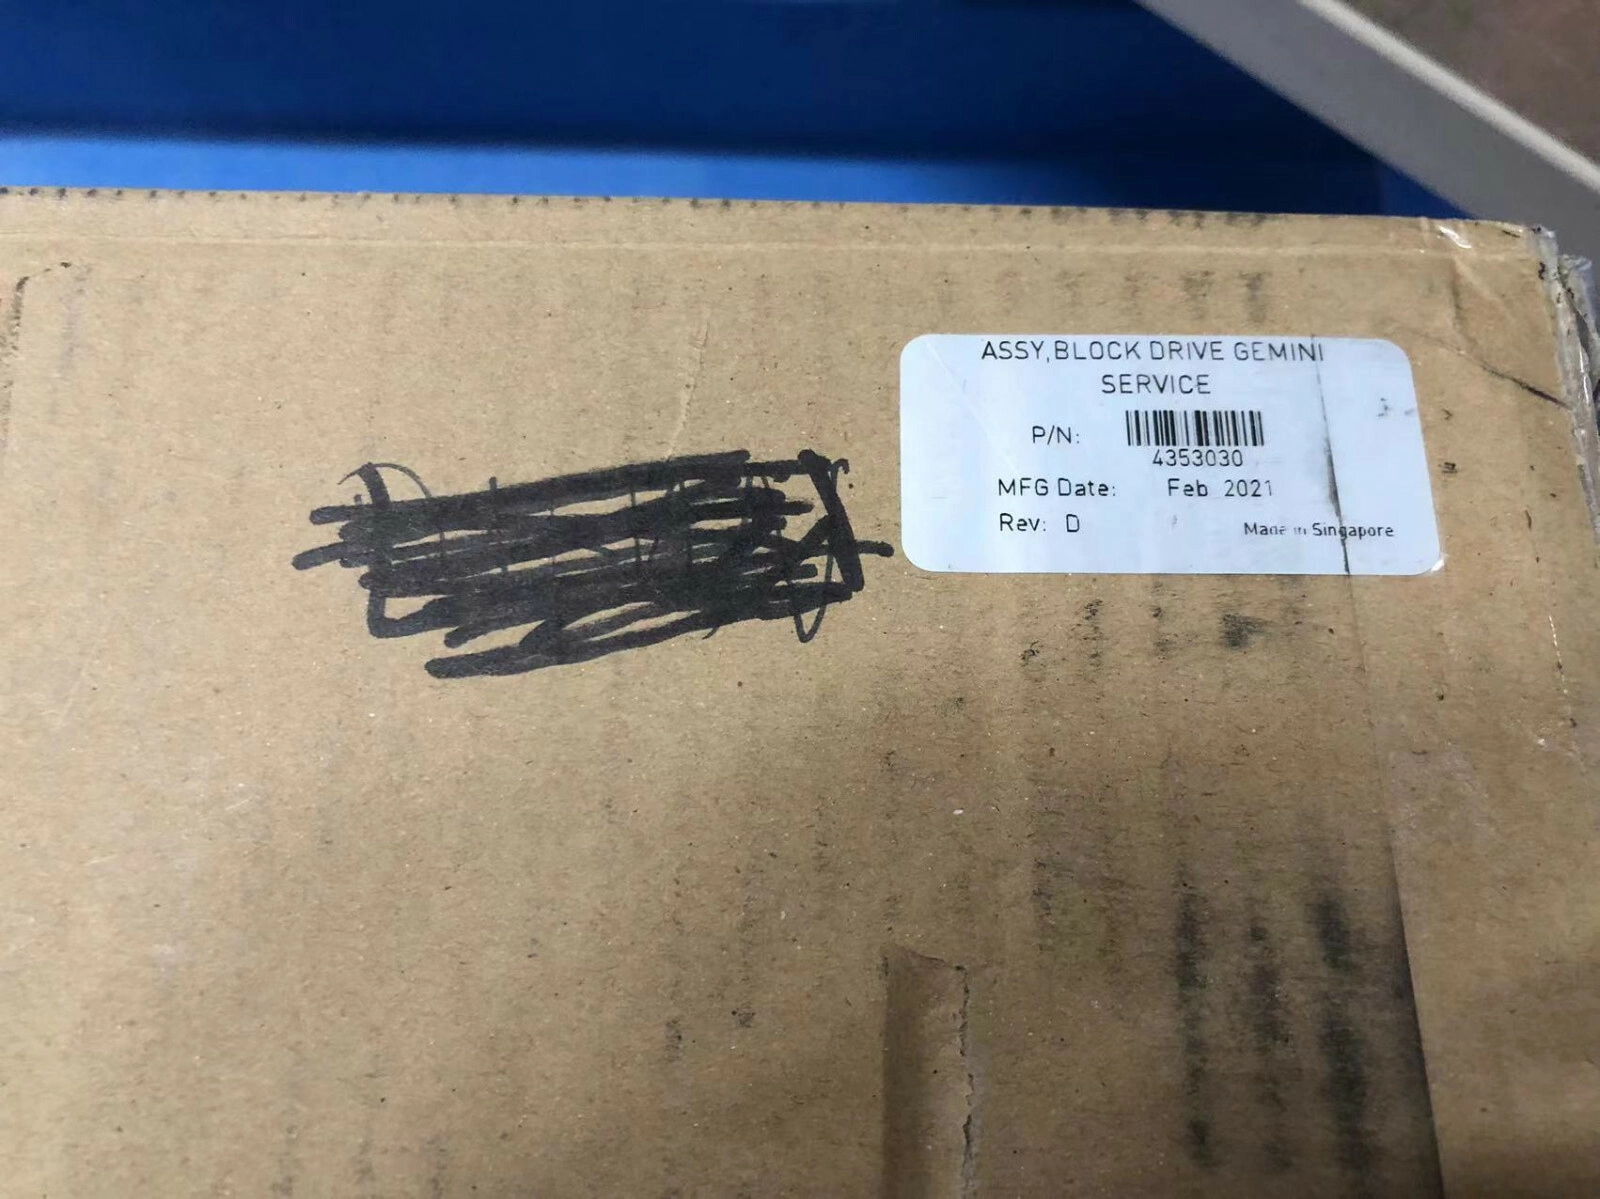 ASSY,BLOCK DRIVE GEMINI
SERVICE
P/N:
4353030
MFG Date: Feb 2021
Rev: D
Made in Singapore